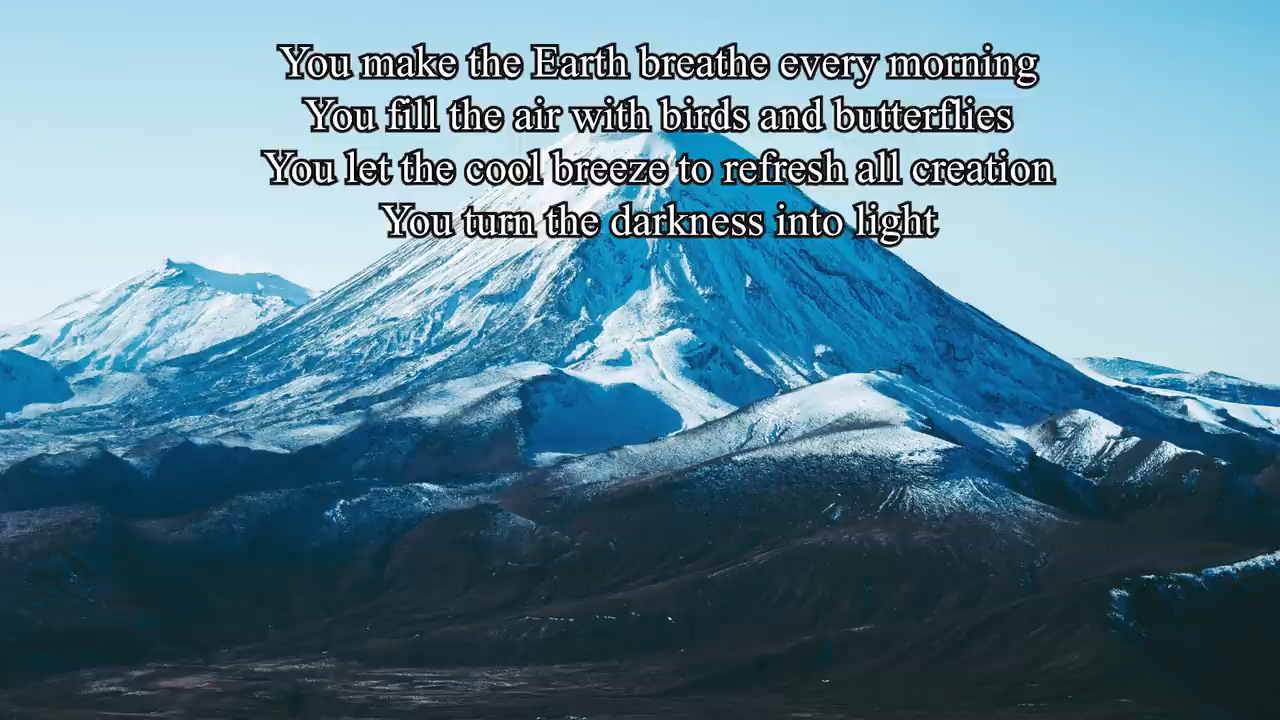 You make the Earth breathe every morning
You fill the air with birds and butterflies
You let the cool breeze to refresh all creation
You turn the darkness into light